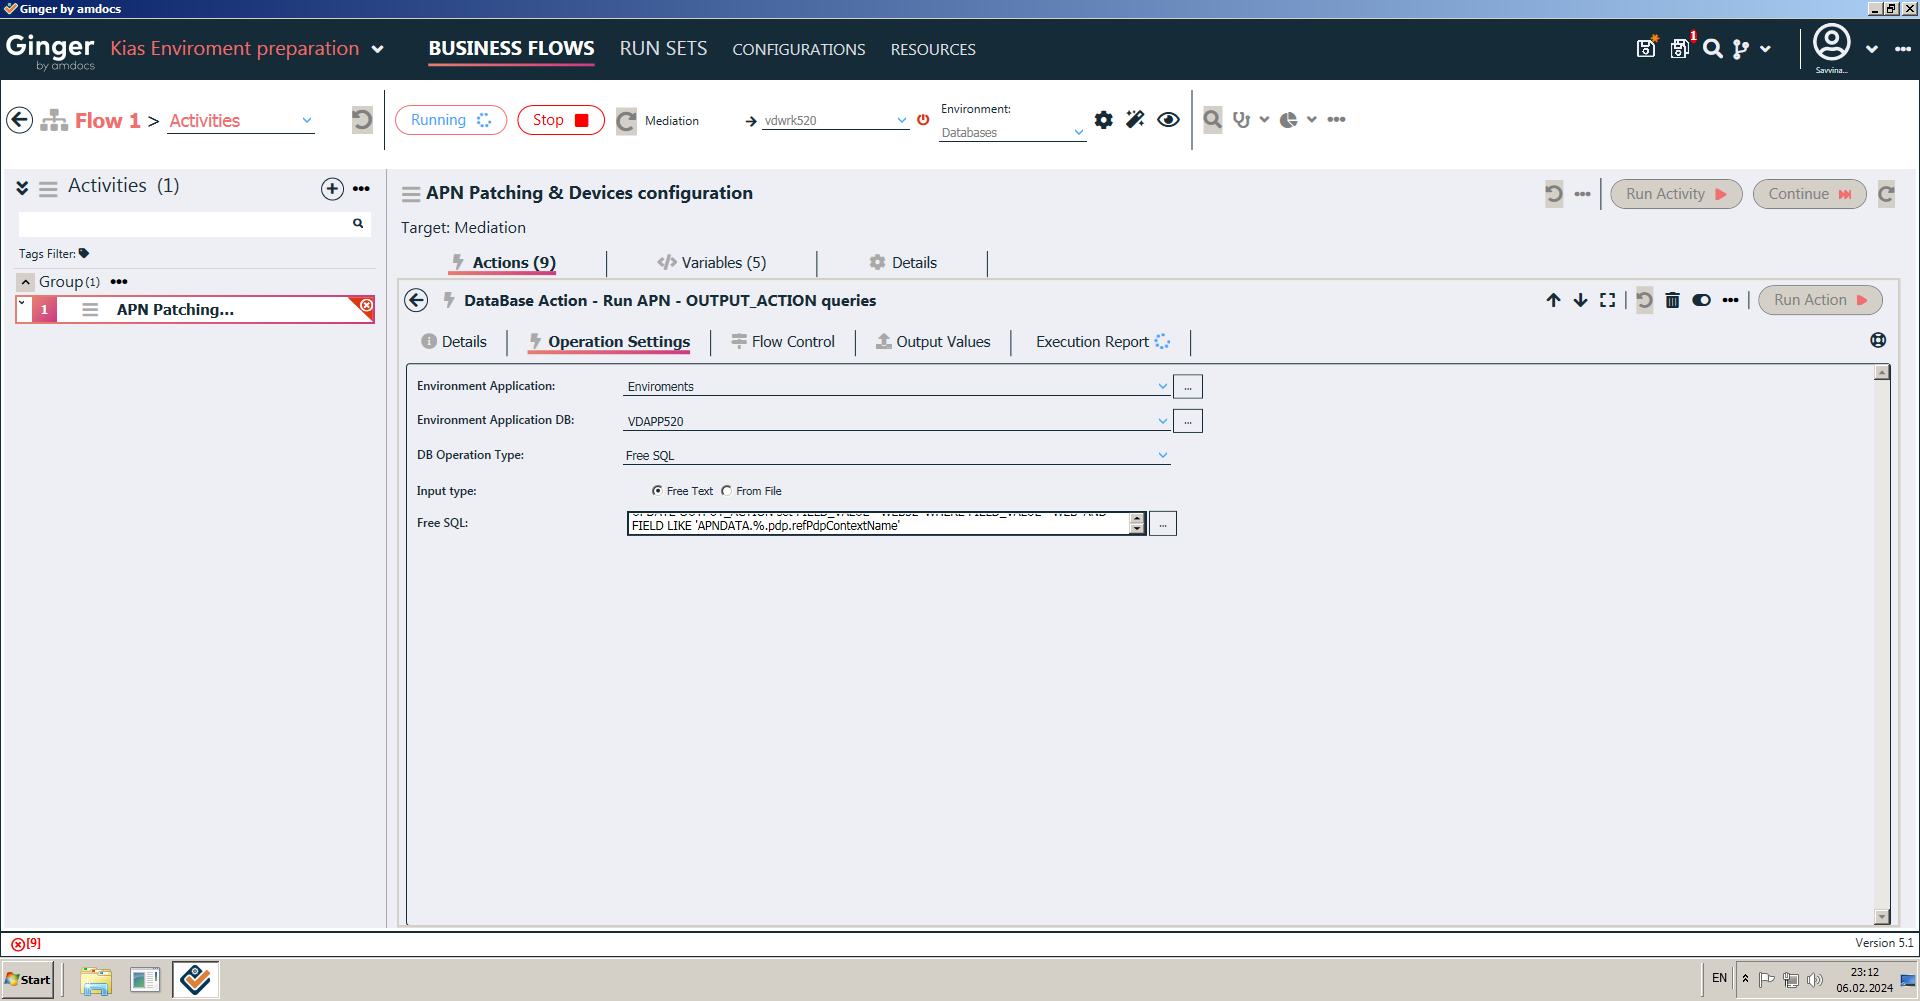 Ginger by amdocs
Ginger
by amdocs
Kias Enviroment preparation
BUSINESS FLOWS
RUN SETS
CONFIGURATIONS
RESOURCES
1
Savvina...
Flow 1 > Activities
Running
Stop
Mediation
vdwrk520
Environment:
Databases
Activities (1)
Tags Filter:
Group(1)
1
APN Patching...
APN Patching & Devices configuration
Run Activity
Continue
Target: Mediation
Actions (9)
Variables (5)
Details
DataBase Action - Run APN - OUTPUT_ACTION queries
Run Action
Details
Operation Settings
Flow Control
Output Values
Execution Report
Environment Application:
Enviroments
...
Environment Application DB:
VDAPP520
...
DB Operation Type:
Free SQL
Input type:
Free Text
From File
Free SQL:
FIELD LIKE 'APNDATA.%.pdp.refPdpContextName'
...
[9]
Version 5.1
Start
EN
23:12
06.02.2024